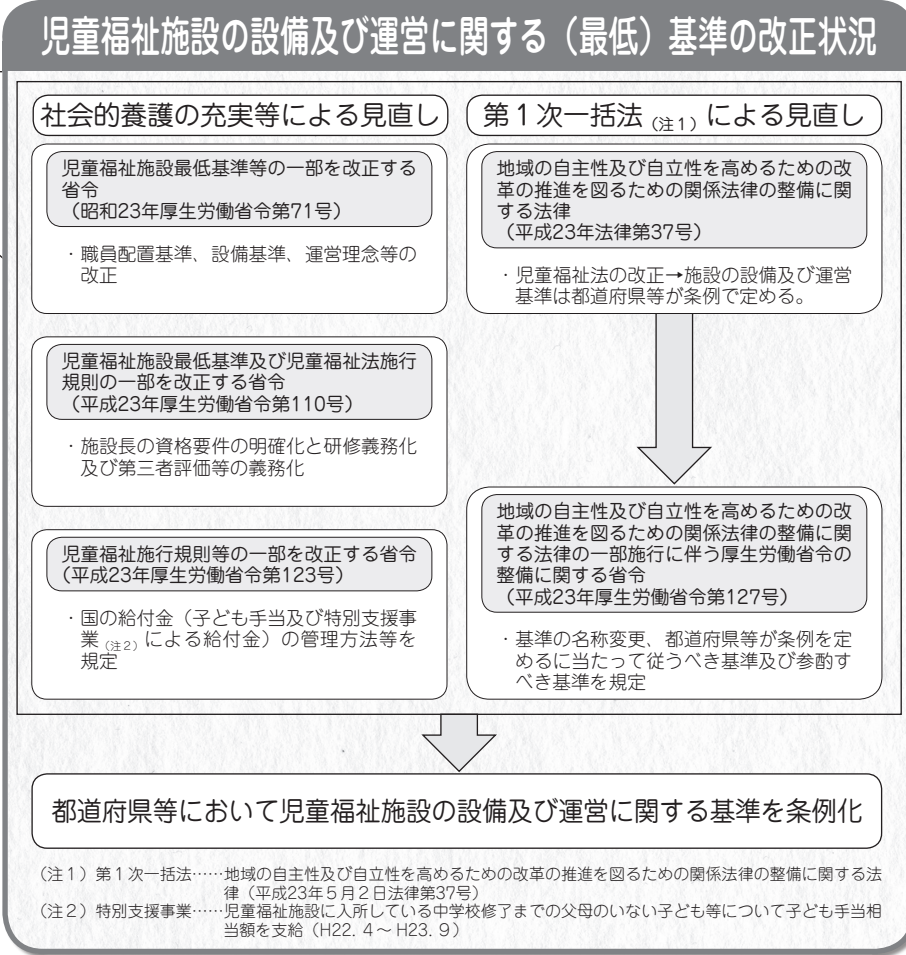 児童福祉施設の設備及び運営に関する（最低）基準の改正状況
社会的養護の充実等による見直し
児童福祉施設最低基準等の一部を改正する
省令
（昭和23年厚生労働省令第71号）
・職員配置基準、設備基準、運営理念等の
改正
児童福祉施設最低基準及び児童福祉法施行
規則の一部を改正する省令
（平成23年厚生労働省令第110号）
・施設長の資格要件の明確化と研修義務化
及び第三者評価等の義務化
児童福祉施行規則等の一部を改正する省令
（平成23年厚生労働省令第123号）
・国の給付金（子ども手当及び特別支援事
業（注２）による給付金）の管理方法等を
規定
第１次一括法（注１）による見直し
地域の自主性及び自立性を高めるための改
革の推進を図るための関係法律の整備に関
する法律
（平成23年法律第37号）
・児童福祉法の改正→施設の設備及び運営
基準は都道府県等が条例で定める。
地域の自主性及び自立性を高めるための改
革の推進を図るための関係法律の整備に関
する法律の一部施行に伴う厚生労働省令の
整備に関する省令
（平成23年厚生労働省令第127号）
・基準の名称変更、都道府県等が条例を定
めるに当たって従うべき基準及び参酌す
べき基準を規定
都道府県等において児童福祉施設の設備及び運営に関する基準を条例化
（注１）第１次一括法……地域の自主性及び自立性を高めるための改革の推進を図るための関係法律の整備に関する法
律（平成23年５月２日法律第37号）
（注２）特別支援事業……児童福祉施設に入所している中学校修了までの父母のいない子ども等について子ども手当相
当額を支給（H22. 4～ H23. 9）